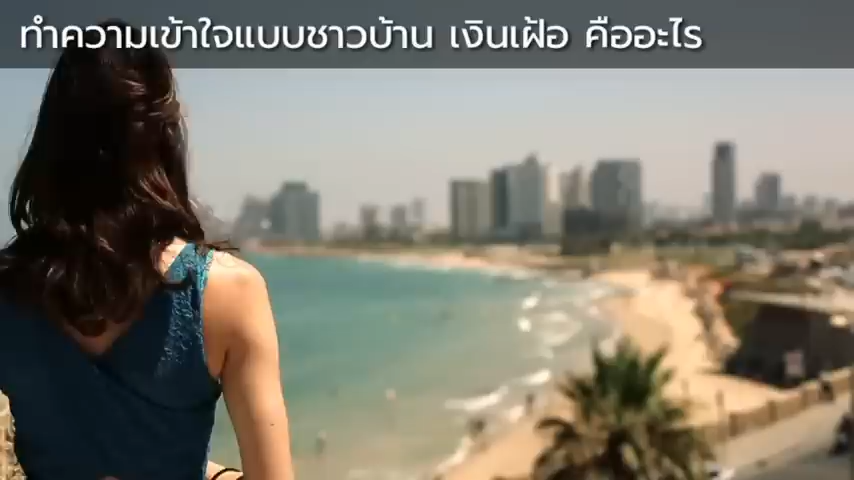 ทำความเข้าใจแบบชาวบ้าน เงินเฝ้อ คืออะไร